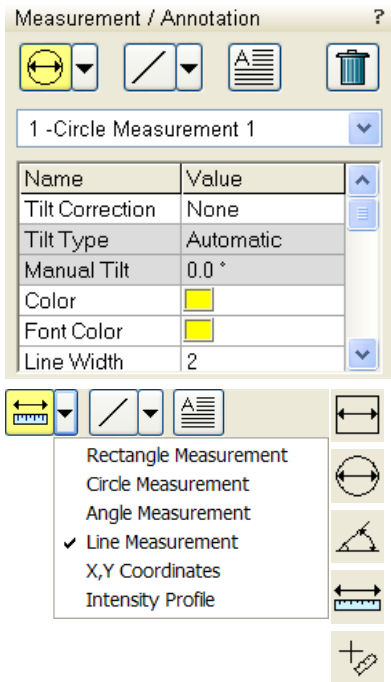 Measurement / Annotation ?
A
1 -Circle Measurement 1
Name Value
Tilt Correction None
Tilt Type Automatic
Manual Tilt 0.0 °
Color
Font Color
Line Width 2
A
Rectangle Measurement
Circle Measurement
Angle Measurement
✓ Line Measurement
X,Y Coordinates
Intensity Profile